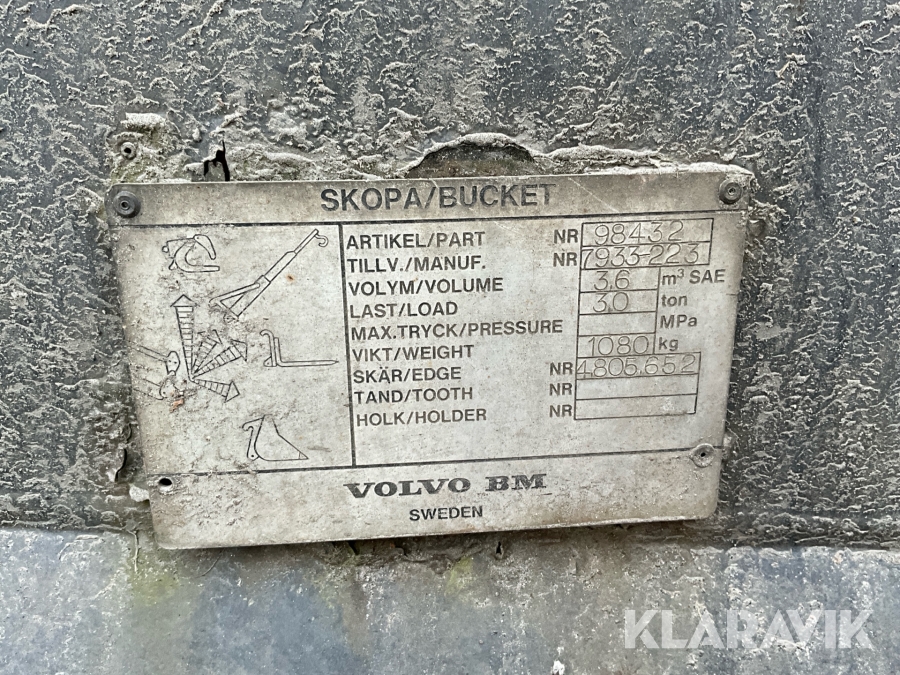 SKOPA/BUCKET
ARTIKEL/PART NR 98432
TILLV./MANUF. NR 7933-223
VOLYM/VOLUME 3.6 m³ SAE
LAST/LOAD 3.0 ton
MAX.TRYCK/PRESSURE MPa
VIKT/WEIGHT 1080 kg
SKÄR/EDGE NR 4805,652
TAND/TOOTH NR
HOLK/HOLDER NR
VOLVO BM
SWEDEN
KLARAVIK